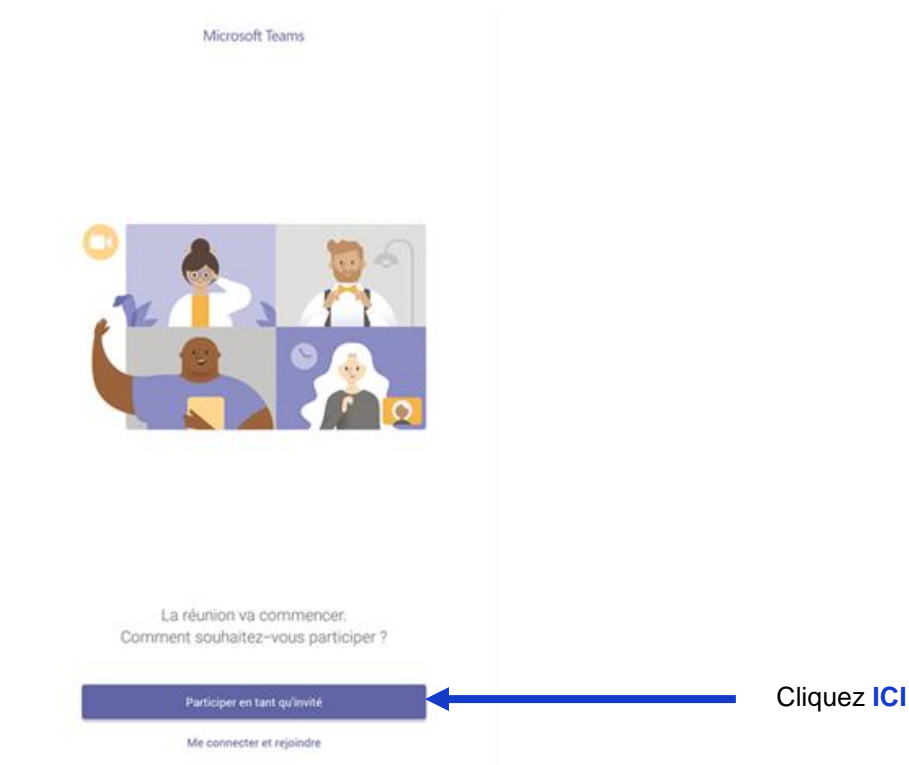 Microsoft Teams
La réunion va commencer.
Comment souhaitez-vous participer ?
Participer en tant qu'invité
Cliquez ICI
Me connecter et rejoindre